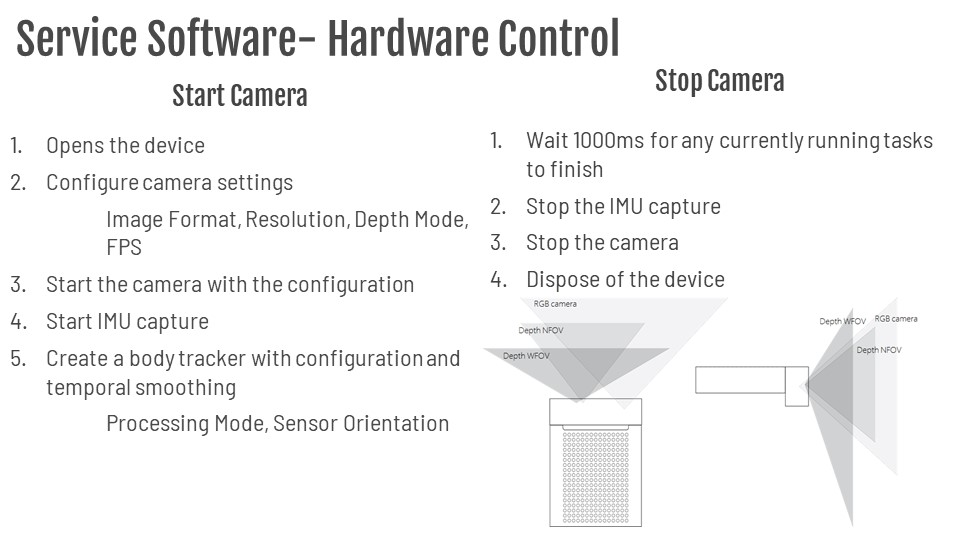 Service Software- Hardware Control
Start Camera
1. Opens the device
2. Configure camera settings
Image Format, Resolution, Depth Mode,
FPS
3. Start the camera with the configuration
4. Start IMU capture
5. Create a body tracker with configuration and
temporal smoothing
Processing Mode, Sensor Orientation
Stop Camera
1. Wait 1000ms for any currently running tasks
to finish
2. Stop the IMU capture
3. Stop the camera
4. Dispose of the device
RGB camera
Depth NFOV
Depth WFOV
Depth WFOV
RGB camera
Depth NFOV